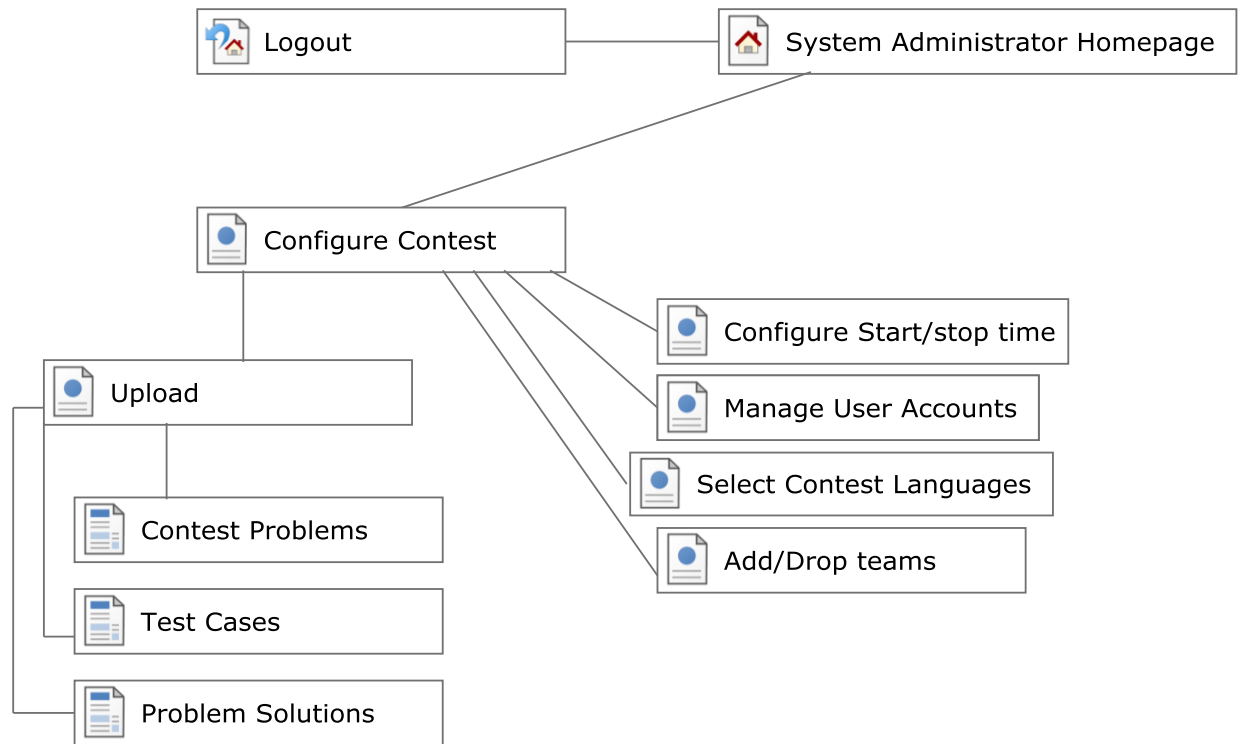 Logout
System Administrator Homepage
Configure Contest
Configure Start/stop time
Upload
Manage User Accounts
Select Contest Languages
Contest Problems
Add/Drop teams
Test Cases
Problem Solutions